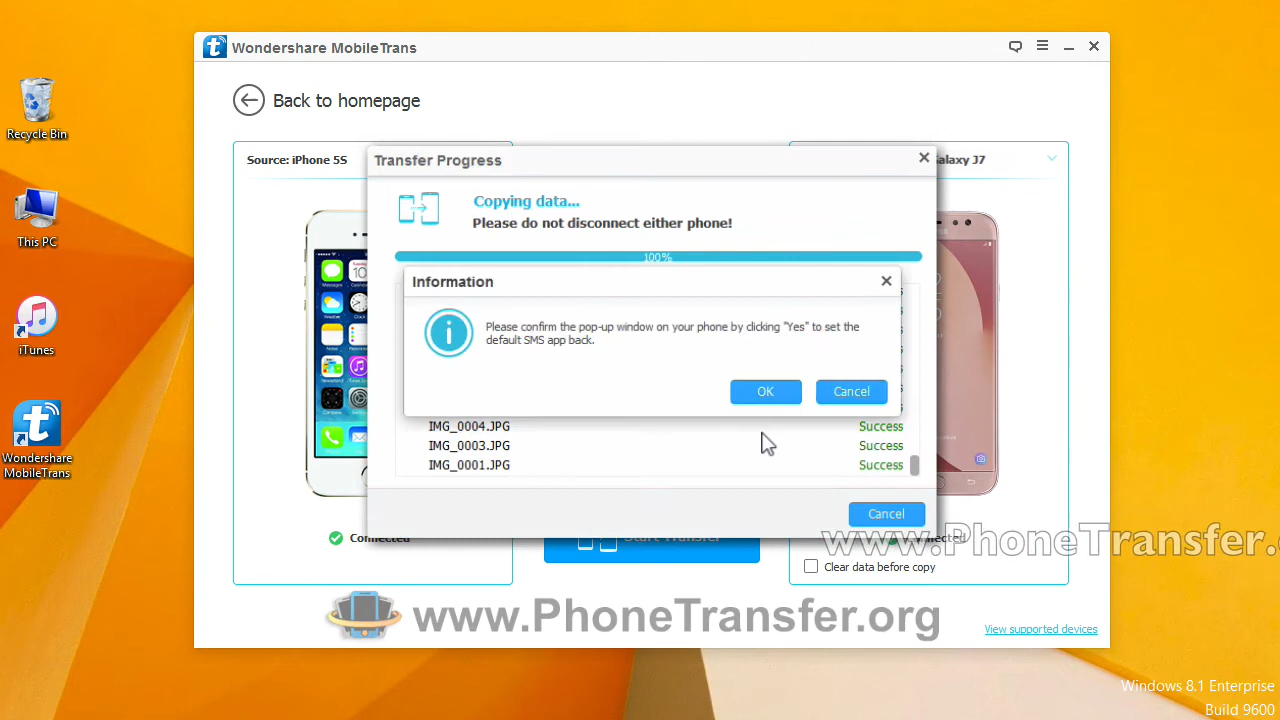 Wondershare MobileTrans
Back to homepage
Recycle Bin
This PC
iTunes
Wondershare
MobileTrans
Source: iPhone 5S
Galaxy J7
Transfer Progress
Copying data...
Please do not disconnect either phone!
100%
Information
Please confirm the pop-up window on your phone by clicking "Yes" to set the
default SMS app back.
OK
Cancel
IMG_0004.JPG Success
IMG_0003.JPG Success
IMG_0001.JPG Success
Cancel
Connected
Start Transfer
Clear data before copy
www.PhoneTransfer.
www.PhoneTransfer.org
View supported devices
Windows 8.1 Enterprise
Build 9600